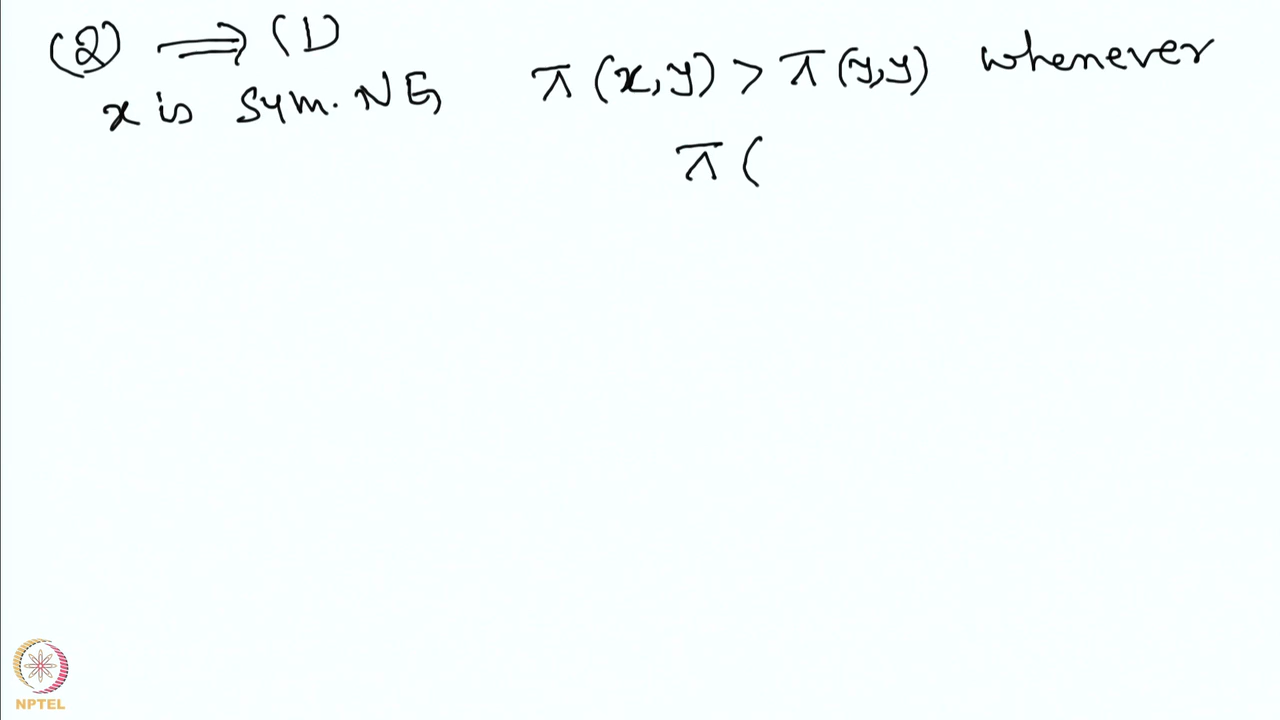 (2) ⟹ (1)
x is Sym. NE, π(x,y) > π(y,y) whenever
π(
NPTEL